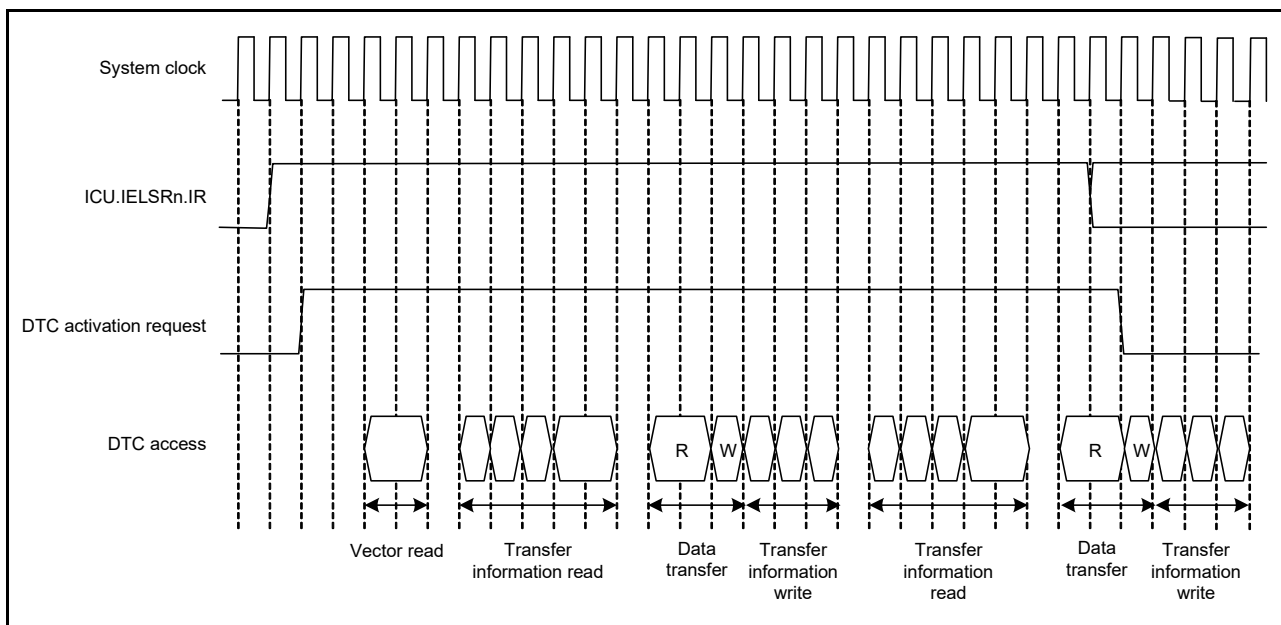 System clock
ICU.IELSRn.IR
DTC activation request
DTC access
R
W
R
W
Vector read
Transfer
information read
Data
transfer
Transfer
information
write
Transfer
information
read
Data
transfer
Transfer
information
write